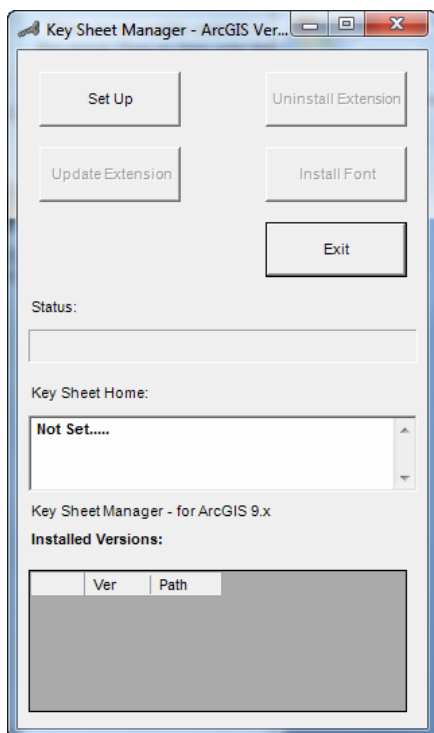 Key Sheet Manager - ArcGIS Ver...
Set Up
Uninstall Extension
Update Extension
Install Font
Exit
Status:
Key Sheet Home:
Not Set.....
Key Sheet Manager - for ArcGIS 9.x
Installed Versions:
Ver Path